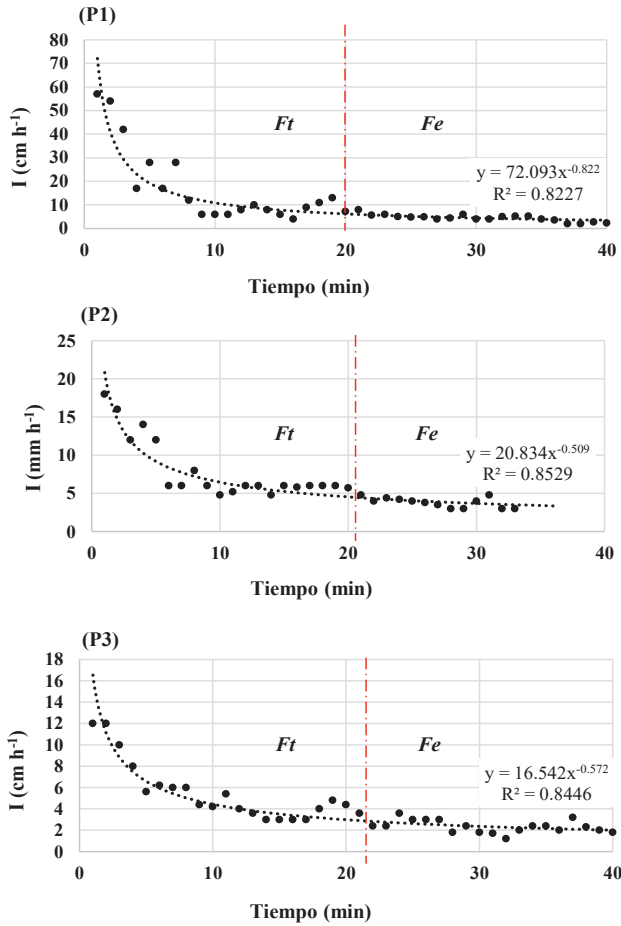 (P1)
80
70
60
50
40
30
20
10
0
I (cm h⁻¹)
Ft
Fe
y = 72.093x⁻⁰·⁸²²
R² = 0.8227
0
10
20
30
40
Tiempo (min)
(P2)
25
20
15
10
5
0
I (mm h⁻¹)
Ft
Fe
y = 20.834x⁻⁰·⁵⁰⁹
R² = 0.8529
0
10
20
30
40
Tiempo (min)
(P3)
18
16
14
12
10
8
6
4
2
0
I (cm h⁻¹)
Ft
Fe
y = 16.542x⁻⁰·⁵⁷²
R² = 0.8446
0
10
20
30
40
Tiempo (min)